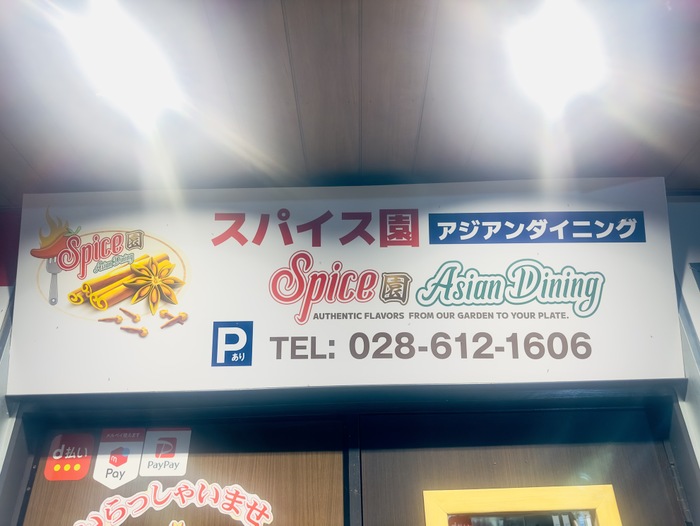 Spice園
Asian Dining
スパイス園 アジアンダイニング
Spice園 Asian Dining
AUTHENTIC FLAVORS FROM OUR GARDEN TO YOUR PLATE.
Pあり TEL: 028-612-1606
d払い
Pay
PayPay
いらっしゃいませ